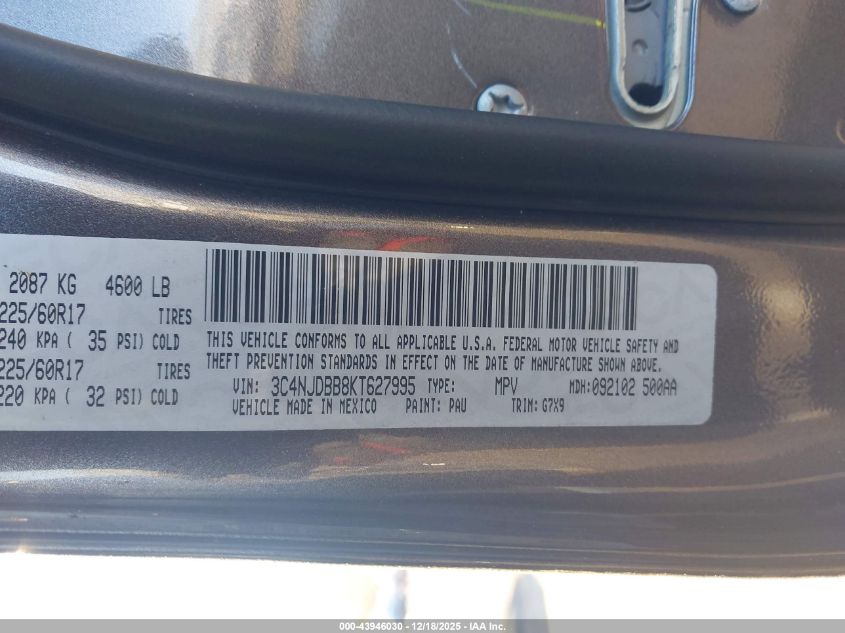 2087 KG 4600 LB
225/60R17 TIRES
240 KPA ( 35 PSI) COLD
225/60R17 TIRES
220 KPA ( 32 PSI) COLD
THIS VEHICLE CONFORMS TO ALL APPLICABLE U.S.A. FEDERAL MOTOR VEHICLE SAFETY AND
THEFT PREVENTION STANDARDS IN EFFECT ON THE DATE OF MANUFACTURE SHOWN ABOVE.
VIN: 3C4NJDBB8KT627995 TYPE: MPV MDH:092102 500AA
VEHICLE MADE IN MEXICO PAINT: PAU TRIM: G7X9
000-43946030 - 12/18/2025 - IAA Inc.